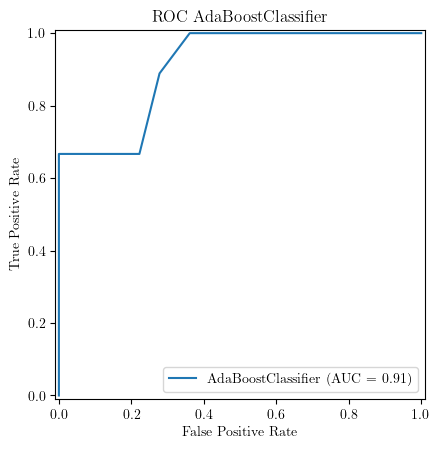 ROC AdaBoostClassifier
1.0
0.8
0.6
0.4
0.2
0.0
True Positive Rate
AdaBoostClassifier (AUC = 0.91)
0.0 0.2 0.4 0.6 0.8 1.0
False Positive Rate